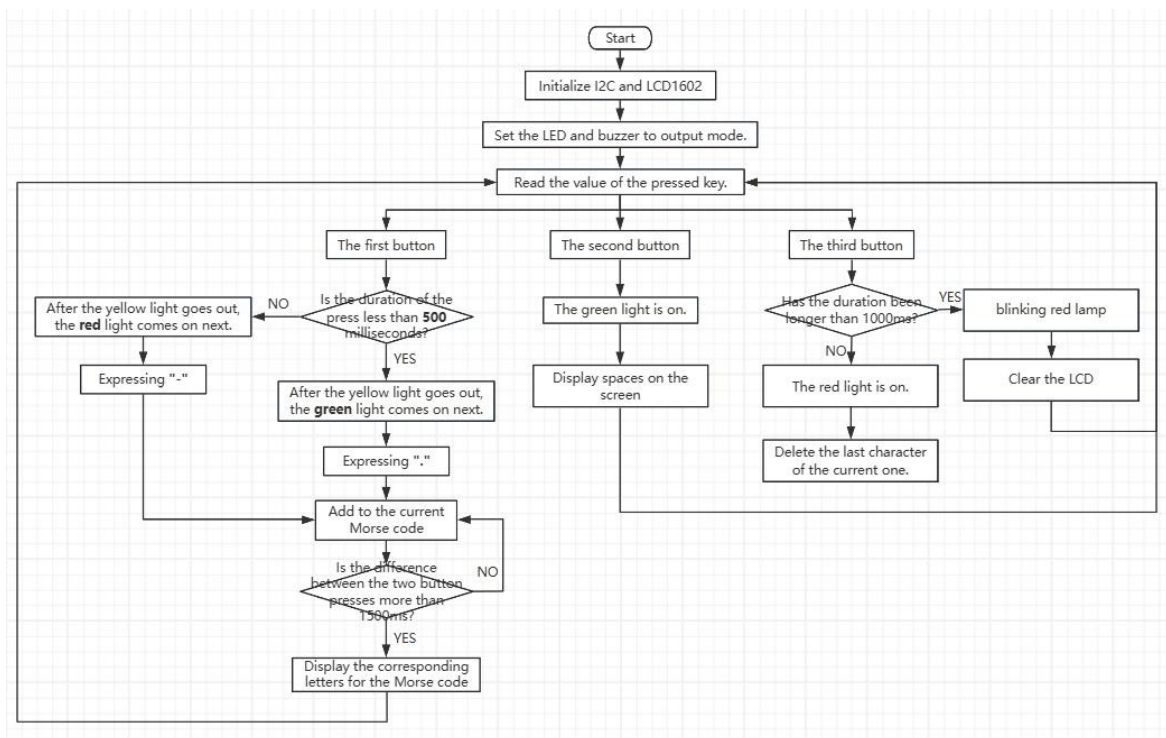 Start
Initialize I2C and LCD1602
Set the LED and buzzer to output mode.
Read the value of the pressed key.
The first button
The second button
The third button
Is the duration of the
press less than 500
milliseconds?
NO
YES
After the yellow light goes out,
the red light comes on next.
Expressing "-"
After the yellow light goes out,
the green light comes on next.
Expressing "."
Add to the current
Morse code
Is the difference
between the two button
presses more than
1500ms?
NO
YES
Display the corresponding
letters for the Morse code
The green light is on.
Display spaces on the
screen
Has the duration been
longer than 1000ms?
YES
NO
blinking red lamp
Clear the LCD
The red light is on.
Delete the last character
of the current one.